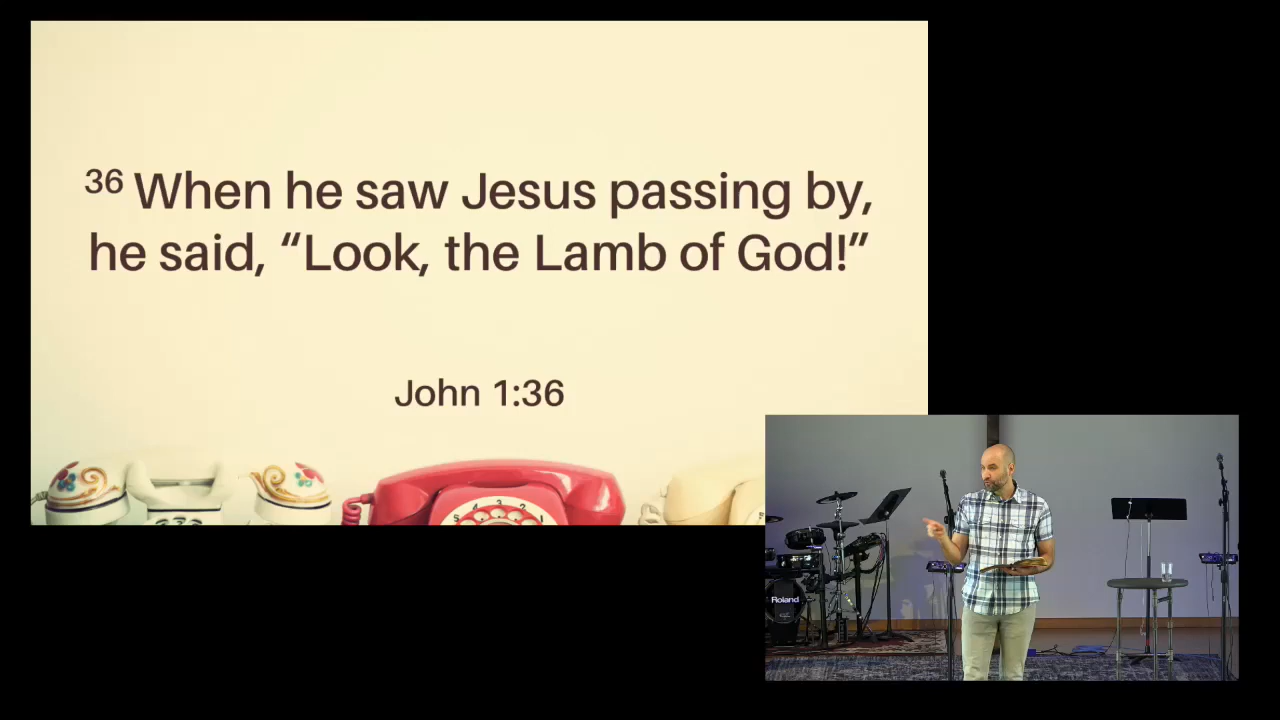 36 When he saw Jesus passing by,
he said, “Look, the Lamb of God!”
John 1:36
Roland